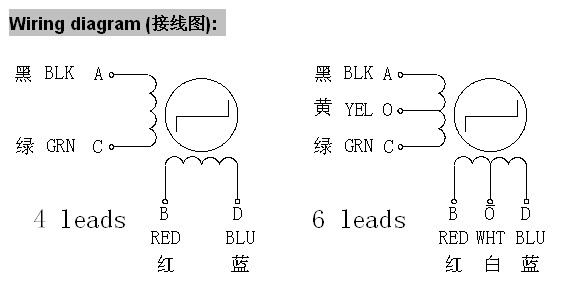 Wiring diagram (接线图):
黑 BLK A
绿 GRN C
B D
4 leads
RED BLU
红 蓝
黑 BLK A
黄 YEL O
绿 GRN C
B Ō D
6 leads
RED WHT BLU
红 白 蓝